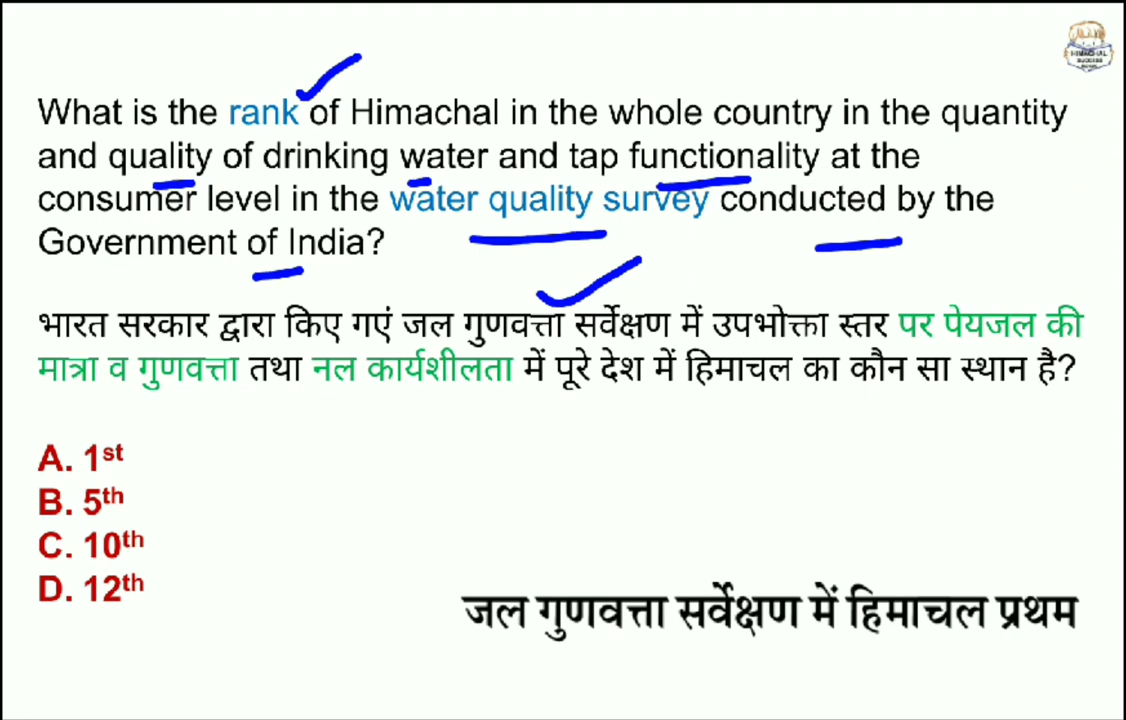 HIMACHAL
SUCCESS
What is the rank of Himachal in the whole country in the quantity
and quality of drinking water and tap functionality at the
consumer level in the water quality survey conducted by the
Government of India?
भारत सरकार द्वारा किए गएं जल गुणवत्ता सर्वेक्षण में उपभोक्ता स्तर पर पेयजल की
मात्रा व गुणवत्ता तथा नल कार्यशीलता में पूरे देश में हिमाचल का कौन सा स्थान है?
A. 1st
B. 5th
C. 10th
D. 12th
जल गुणवत्ता सर्वेक्षण में हिमाचल प्रथम